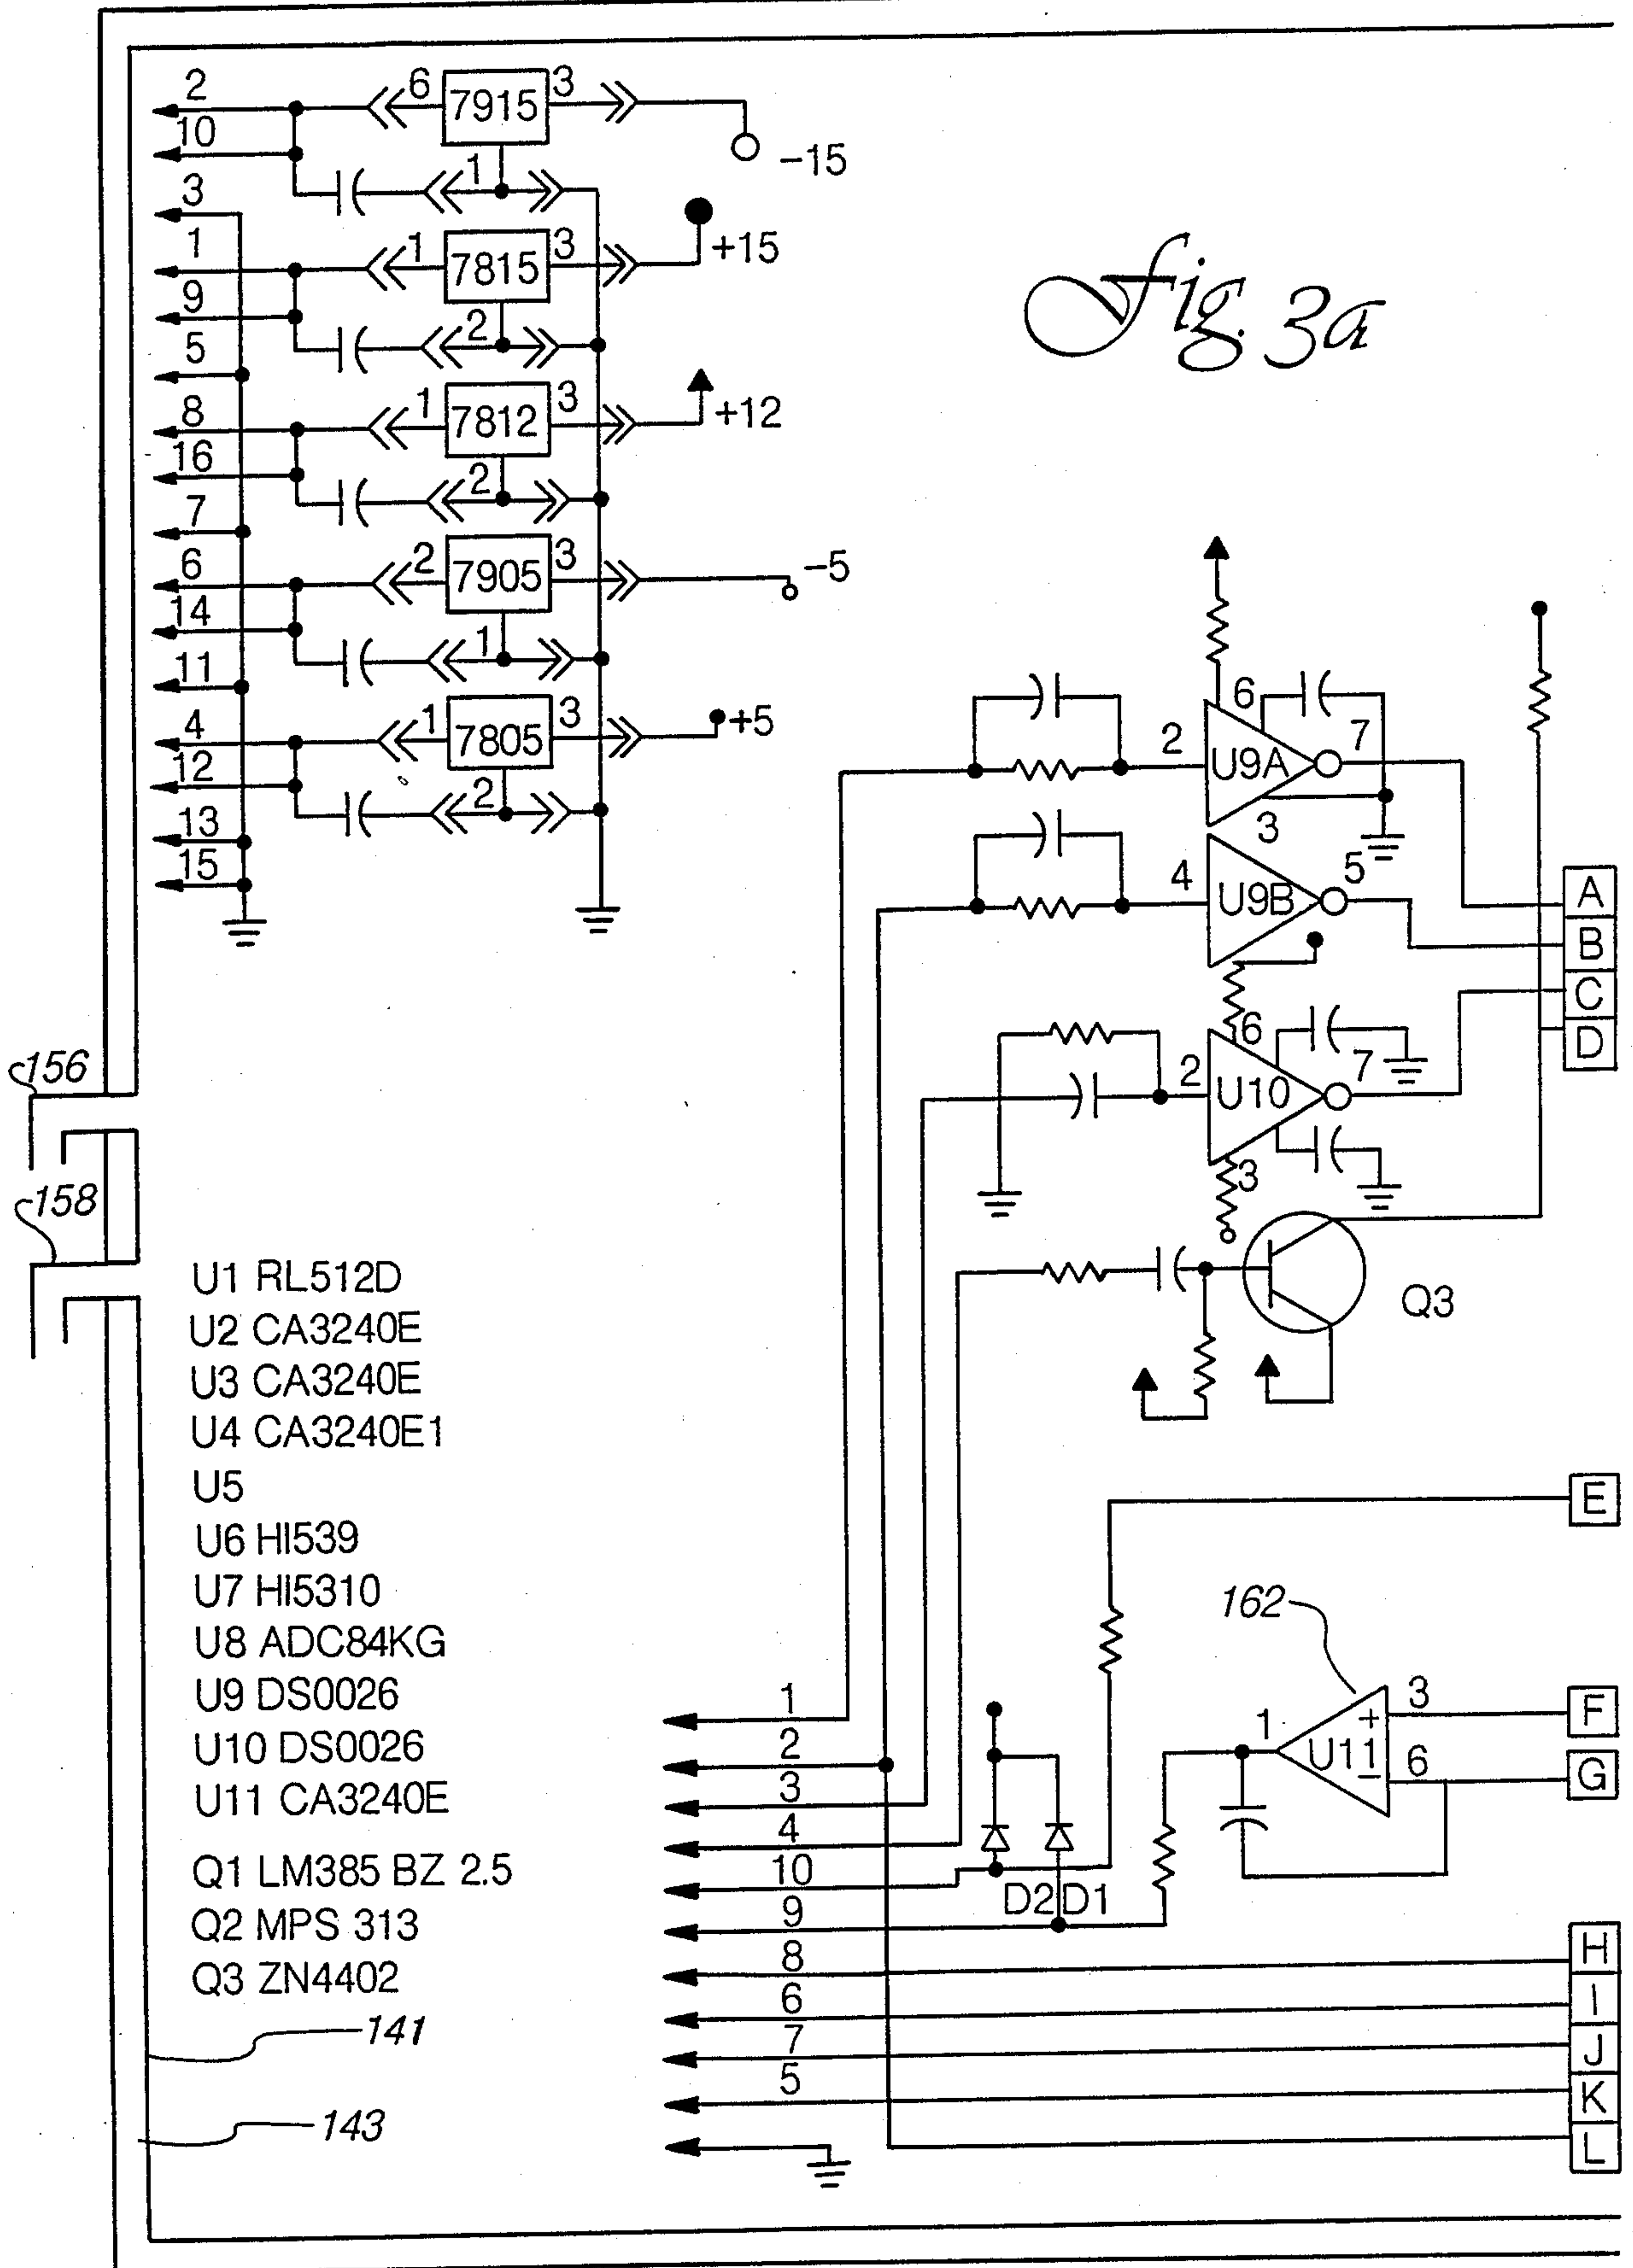 2
6
7915
3
10
1
-15
3
1
1
7815
3
+15
9
2
5
8
1
7812
3
+12
16
2
7
6
2
7905
3
-5
14
1
11
4
1
7805
3
+5
12
2
13
15
Fig. 3a
2
6
U9A
7
3
4
U9B
5
A
B
C
D
6
2
U10
7
3
156
158
Q3
U1 RL512D
U2 CA3240E
U3 CA3240E
U4 CA3240E1
U5
U6 HI539
U7 HI5310
U8 ADC84KG
U9 DS0026
U10 DS0026
U11 CA3240E
Q1 LM385 BZ 2.5
Q2 MPS 313
Q3 ZN4402
141
143
E
162
1
+
U11
-
3
6
F
G
1
2
3
4
10
D2 D1
9
8
6
7
5
H
I
J
K
L